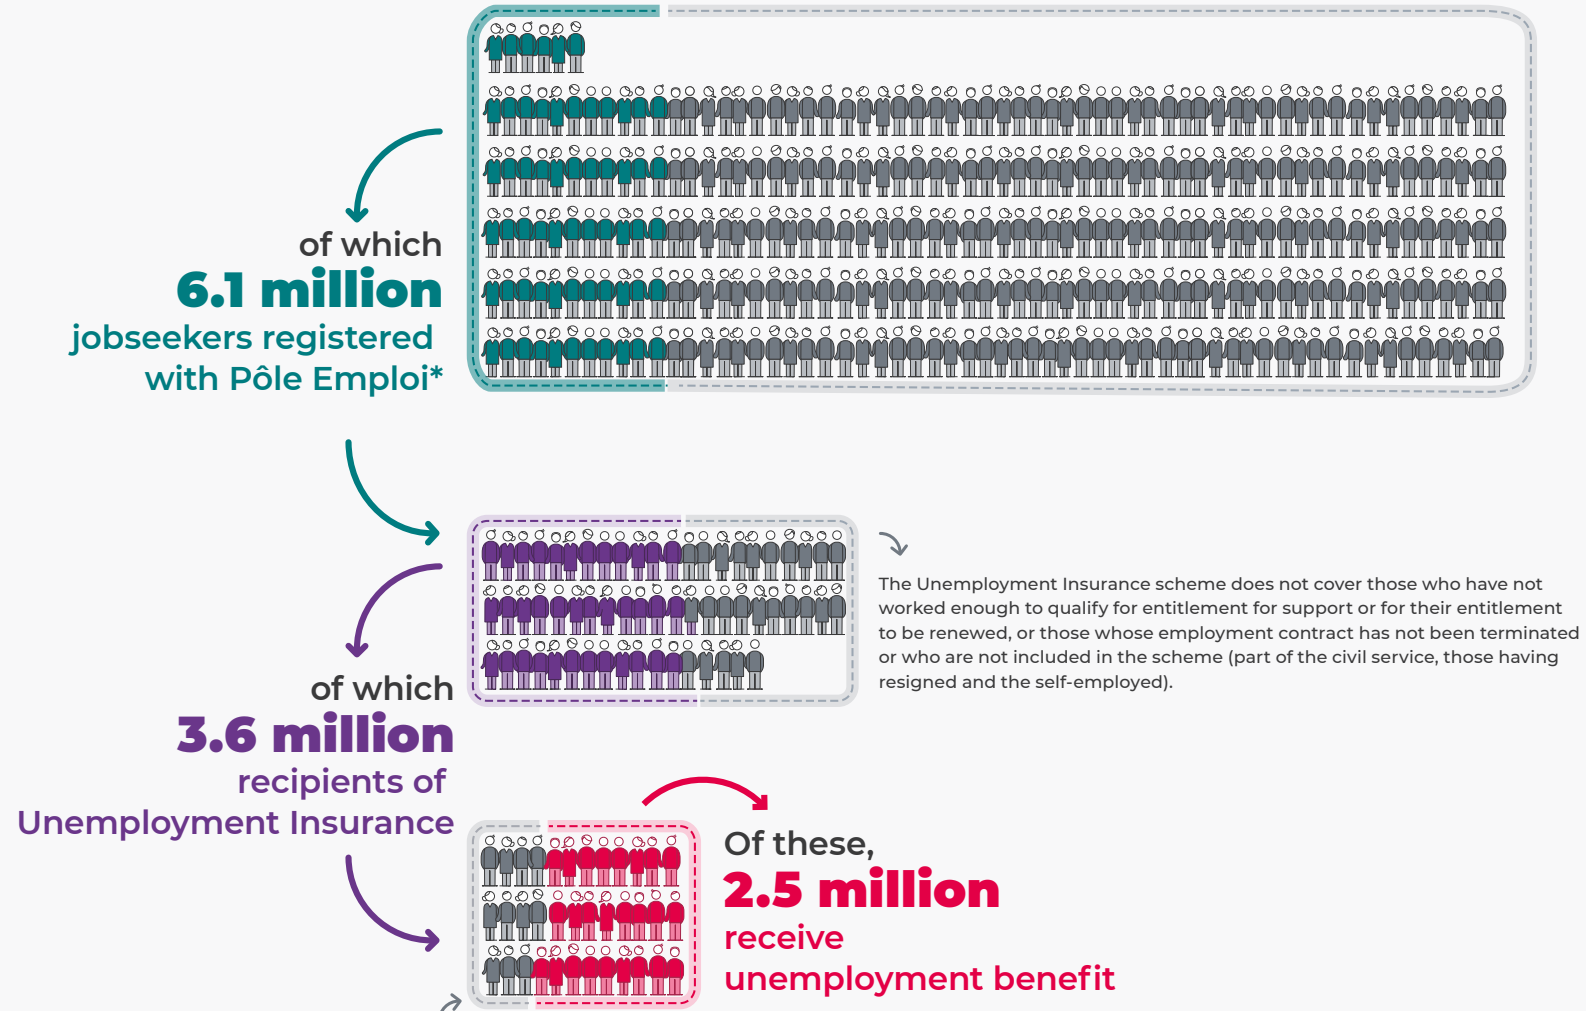 of which
6.1 million
jobseekers registered
with Pôle Emploi*
The Unemployment Insurance scheme does not cover those who have not
worked enough to qualify for entitlement for support or for their entitlement
to be renewed, or those whose employment contract has not been terminated
or who are not included in the scheme (part of the civil service, those having
resigned and the self-employed).
of which
3.6 million
recipients of
Unemployment Insurance
Of these,
2.5 million
receive
unemployment benefit